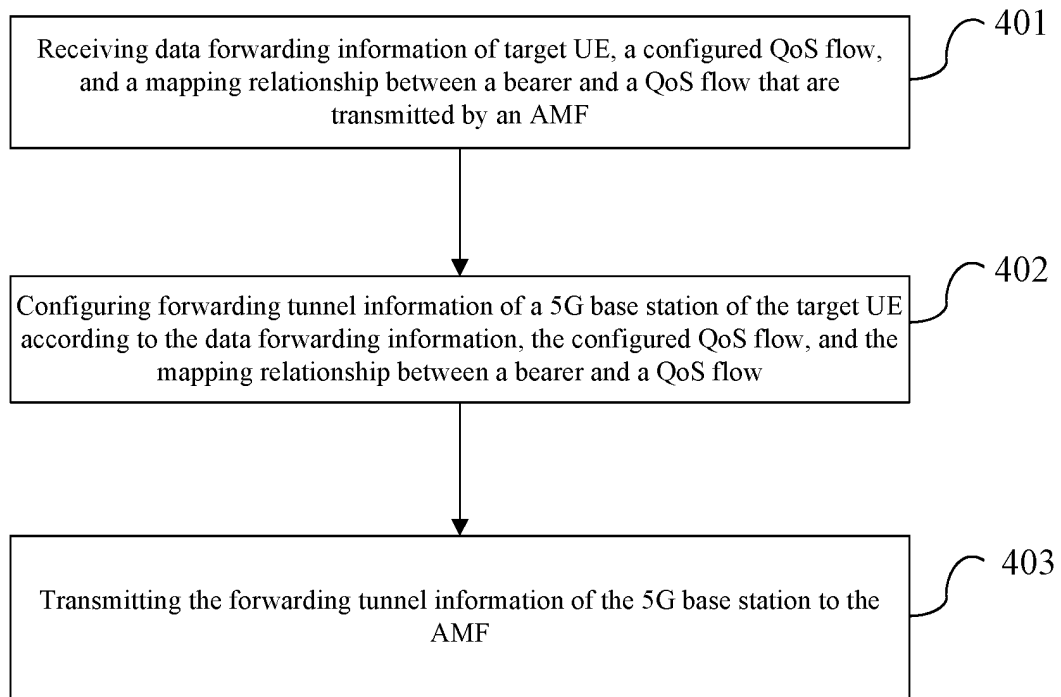 401
Receiving data forwarding information of target UE, a configured QoS flow,
and a mapping relationship between a bearer and a QoS flow that are
transmitted by an AMF
402
Configuring forwarding tunnel information of a 5G base station of the target UE
according to the data forwarding information, the configured QoS flow, and the
mapping relationship between a bearer and a QoS flow
403
Transmitting the forwarding tunnel information of the 5G base station to the
AMF